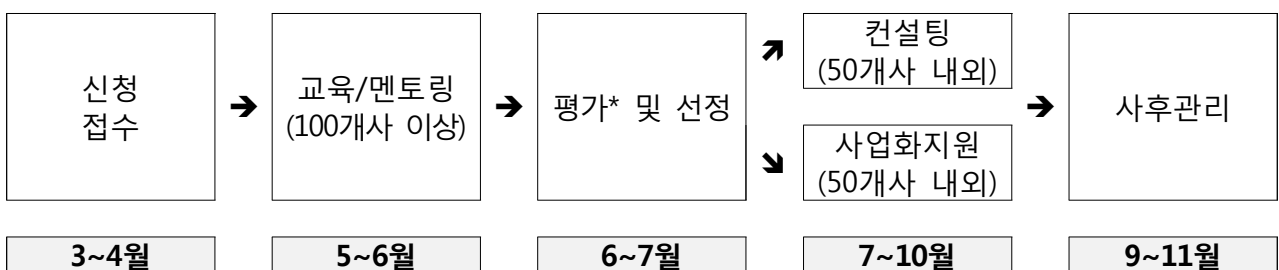 신청
접수
➔
교육/멘토링
(100개사 이상)
➔
평가* 및 선정
➔
컨설팅
(50개사 내외)
➔
사업화지원
(50개사 내외)
➔
사후관리
3~4월
5~6월
6~7월
7~10월
9~11월